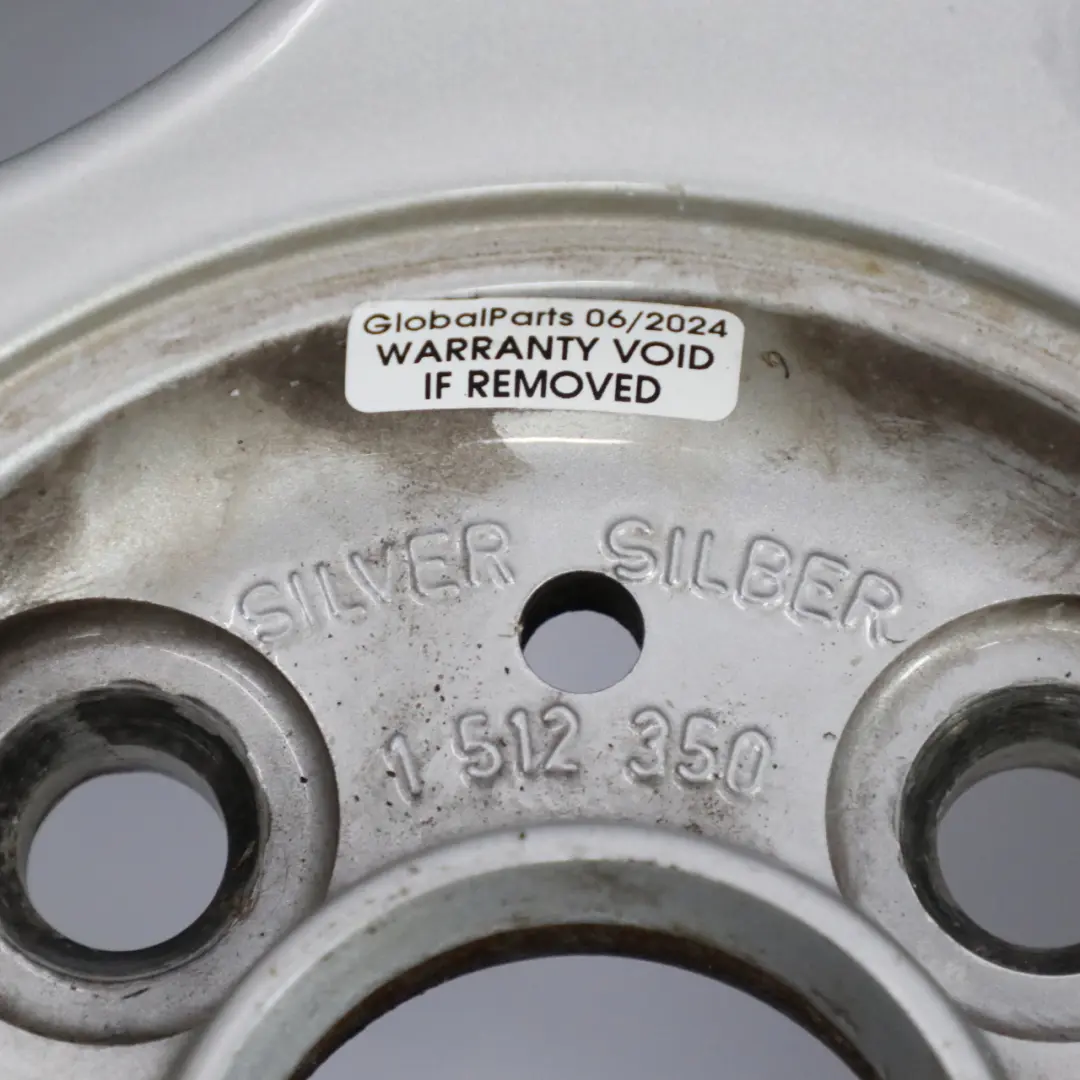 GlobalParts 06/2024
WARRANTY VOID
IF REMOVED
SILVER SILBER
1 512 350